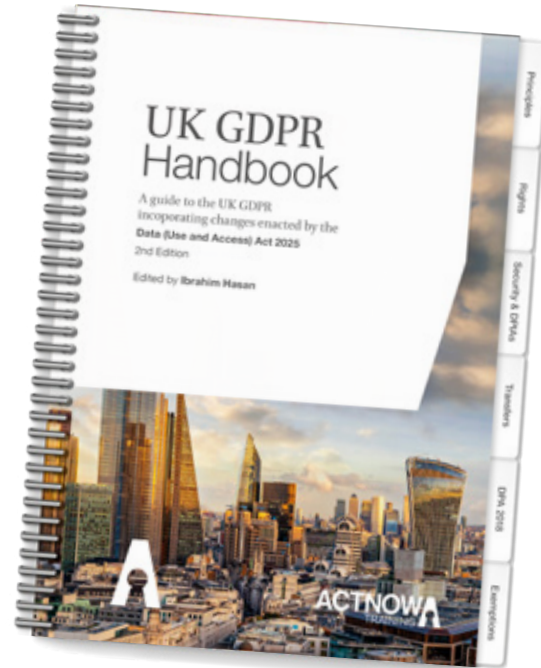 UK GDPR
Handbook
A guide to the UK GDPR
incoporating changes enacted by the
Data (Use and Access) Act 2025
2nd Edition
Edited by Ibrahim Hasan
ACTNOW
TRAINING
Principles
Rights
Security & DPIAs
Transfers
DPA 2018
Exemptions